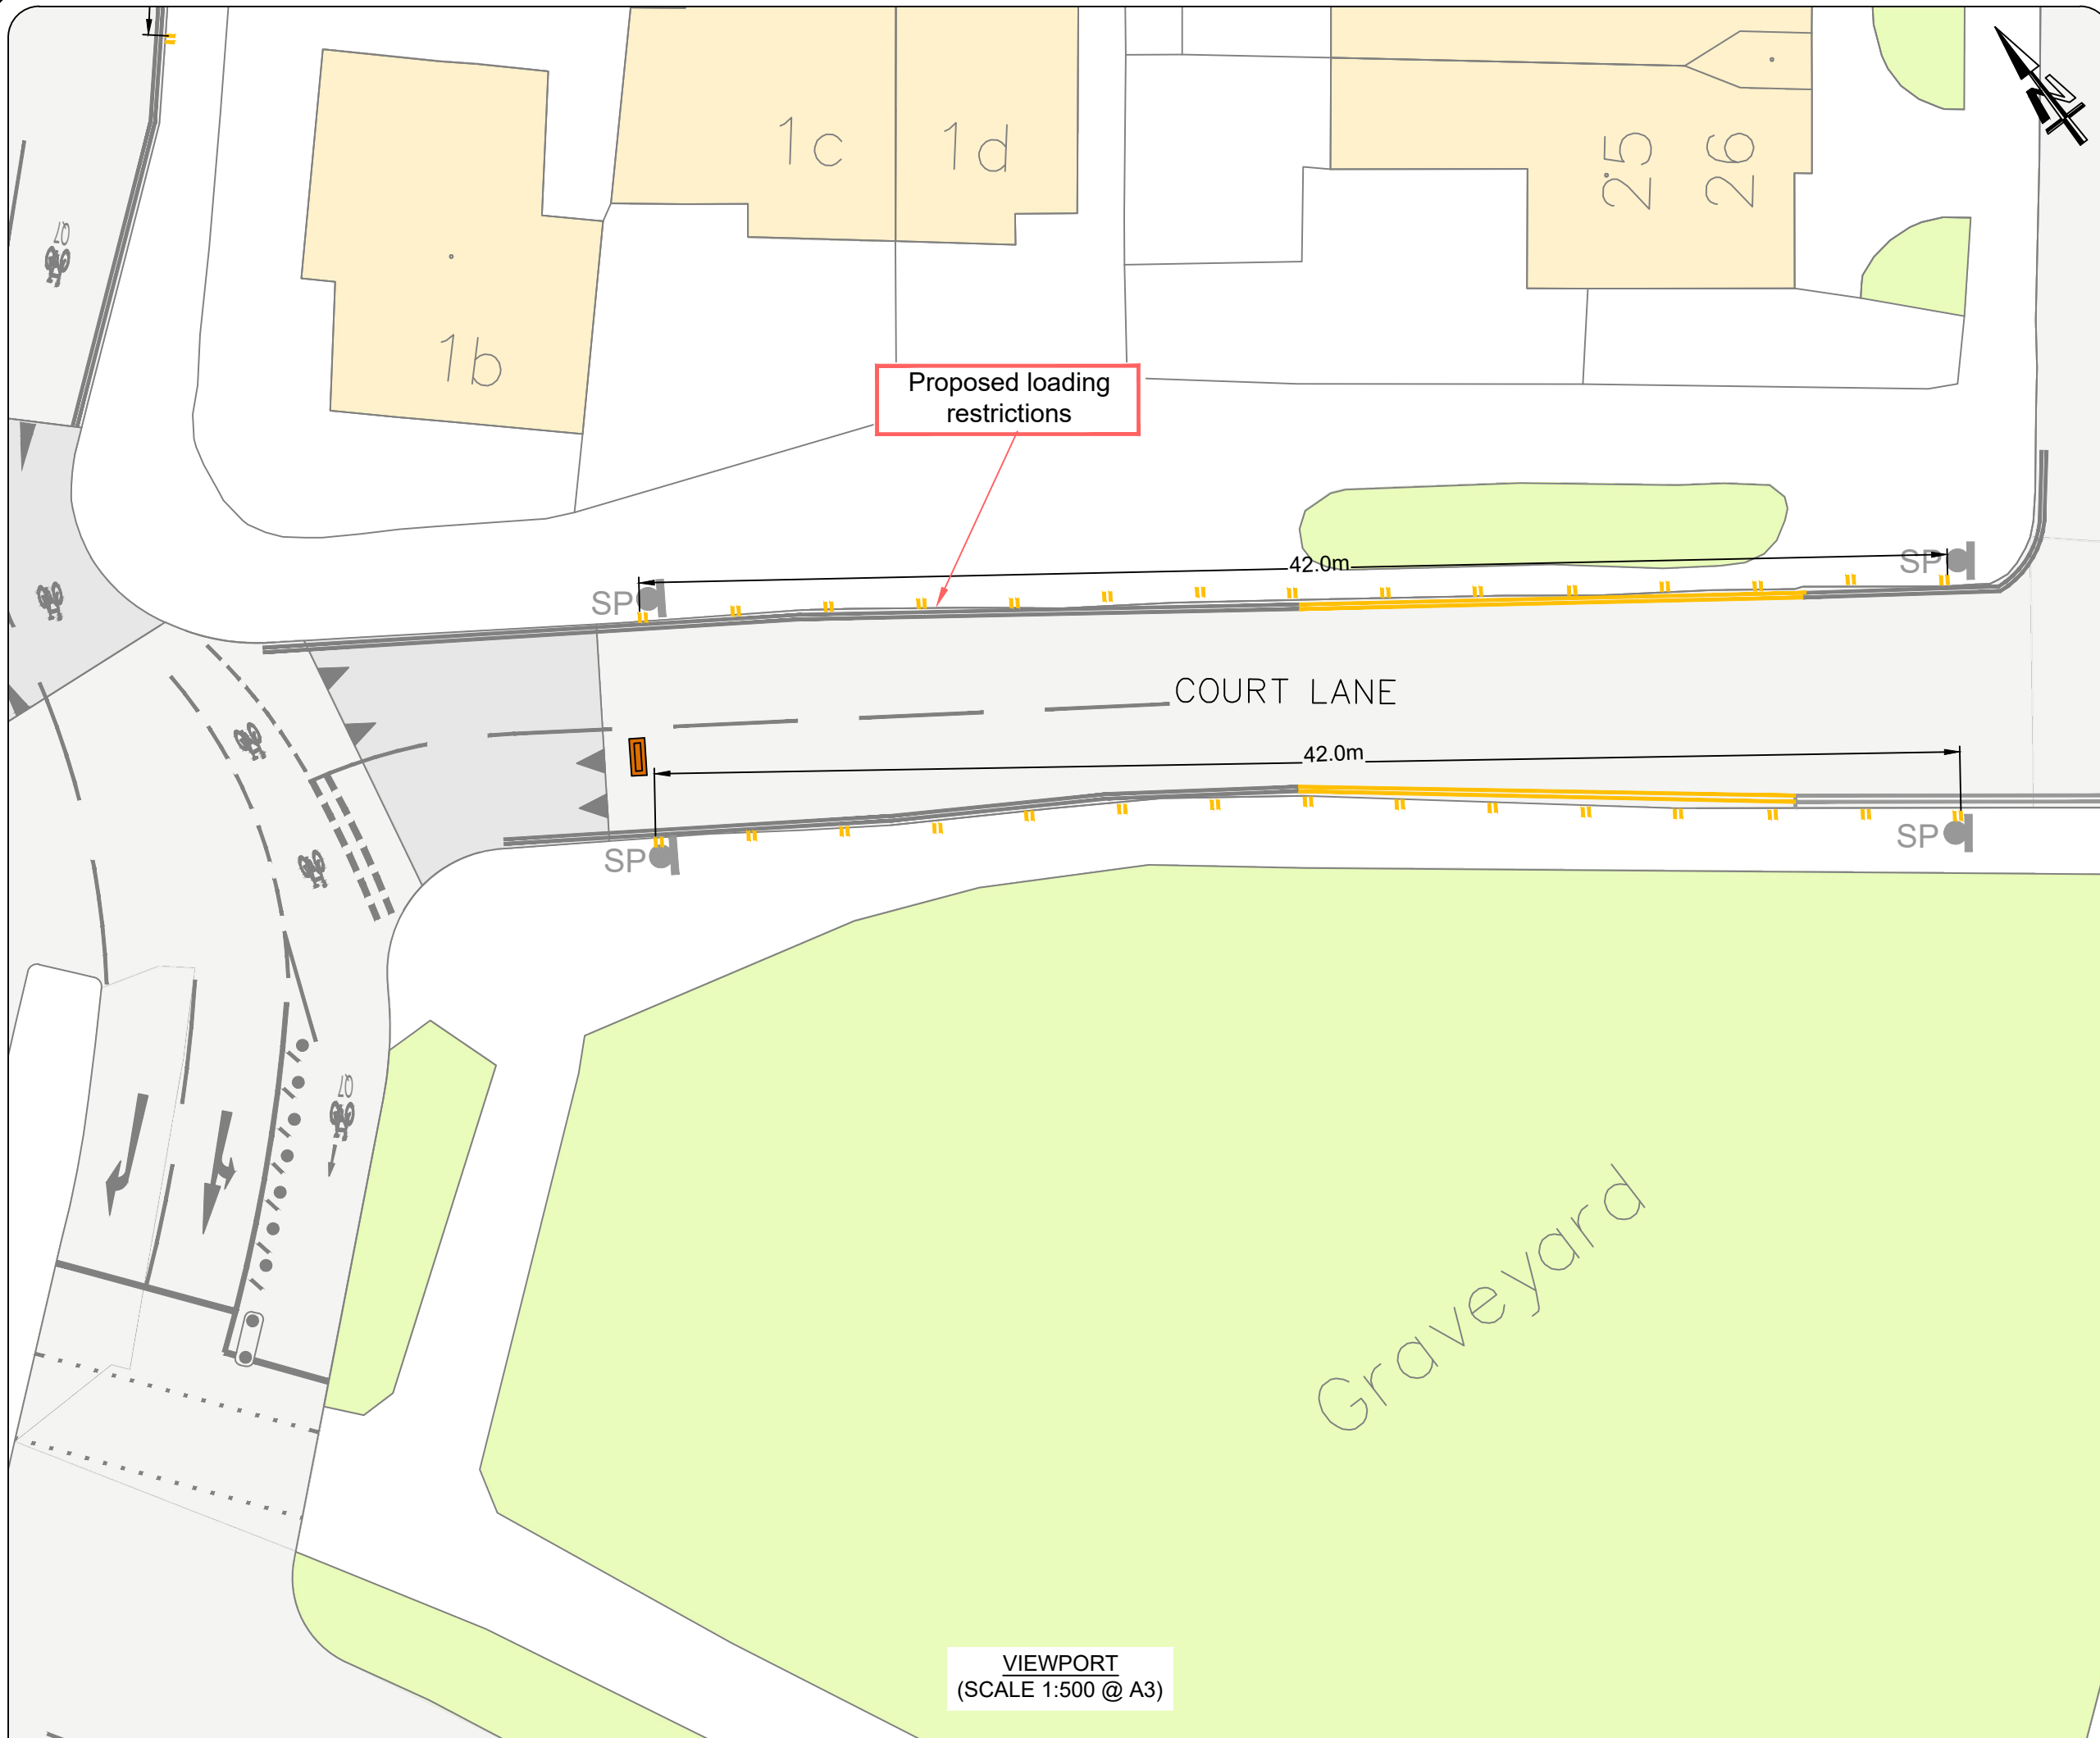 1c
1d
25
26
N
1b
Proposed loading
restrictions
42.0m
SP
SP
COURT LANE
42.0m
SP
SP
Graveyard
VIEWPORT
(SCALE 1:500 @ A3)